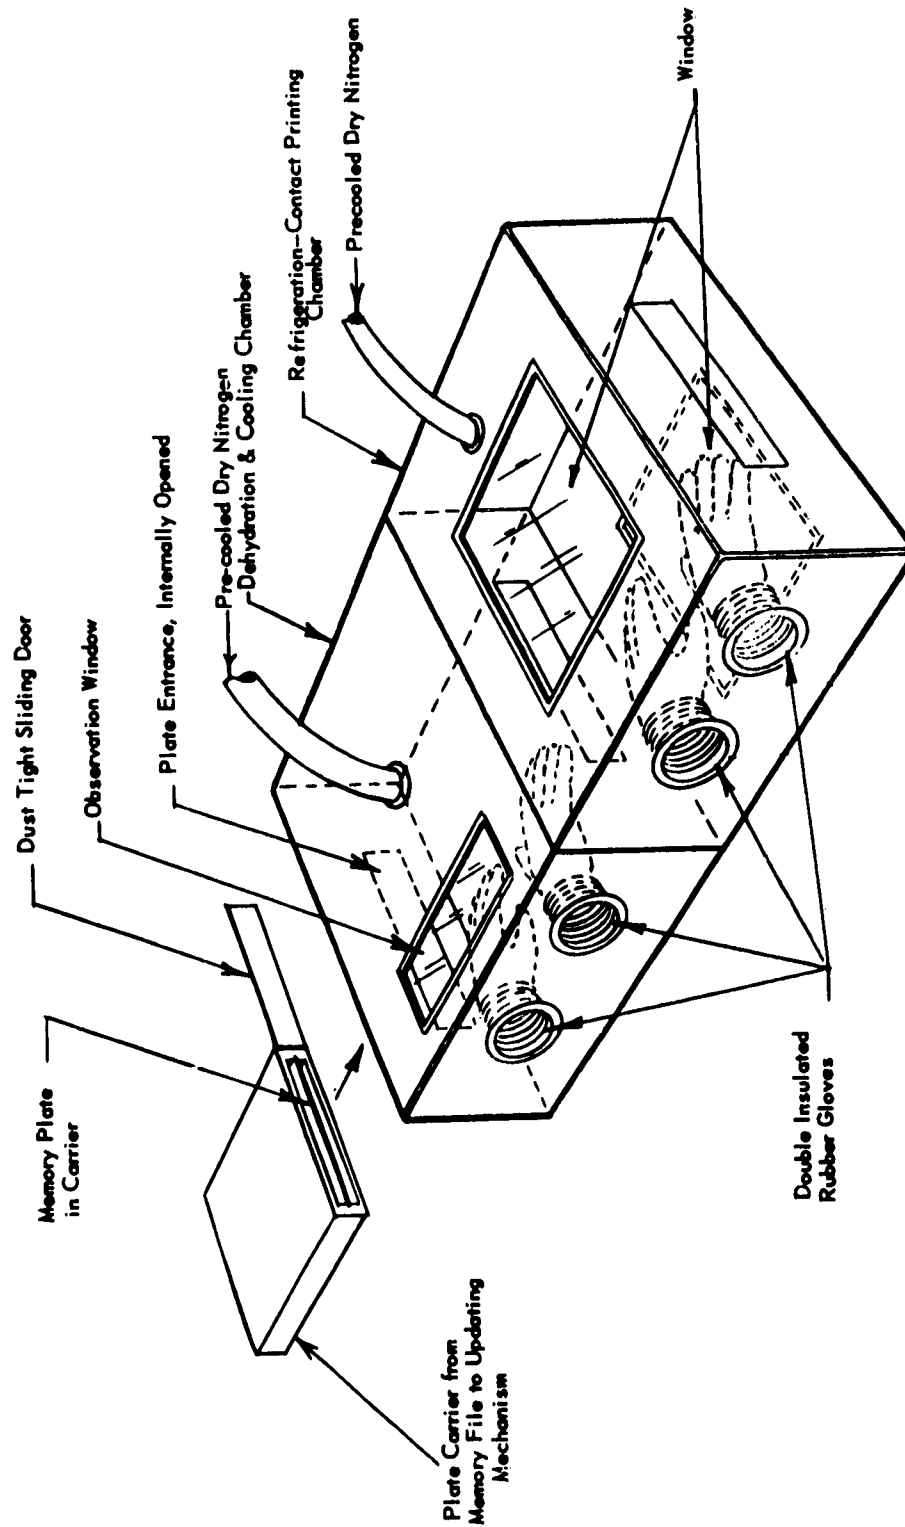 Memory Plate
in Carrier
Dust Tight Sliding Door
Observation Window
Plate Entrance, Internally Opened
Pre-cooled Dry Nitrogen
Dehydration & Cooling Chamber
Refrigeration-Contact Printing
Chamber
Precooled Dry Nitrogen
Window
Plate Carrier from
Memory File to Updating
Mechanism
Double Insulated
Rubber Gloves